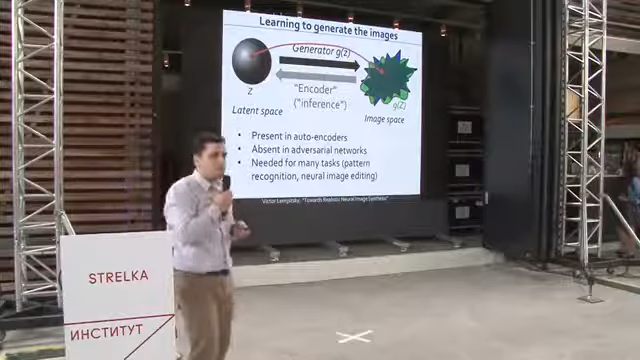 Learning to generate the images
Generator g(z)
"Encoder"
("inference")
Z
g(Z)
Latent space
Image space
• Present in auto-encoders
• Absent in adversarial networks
• Needed for many tasks (pattern
recognition, neural image editing)
Victor Lempitsky, "Towards Realistic Neural Image Synthesis"
STRELKA
ИНСТИТУТ